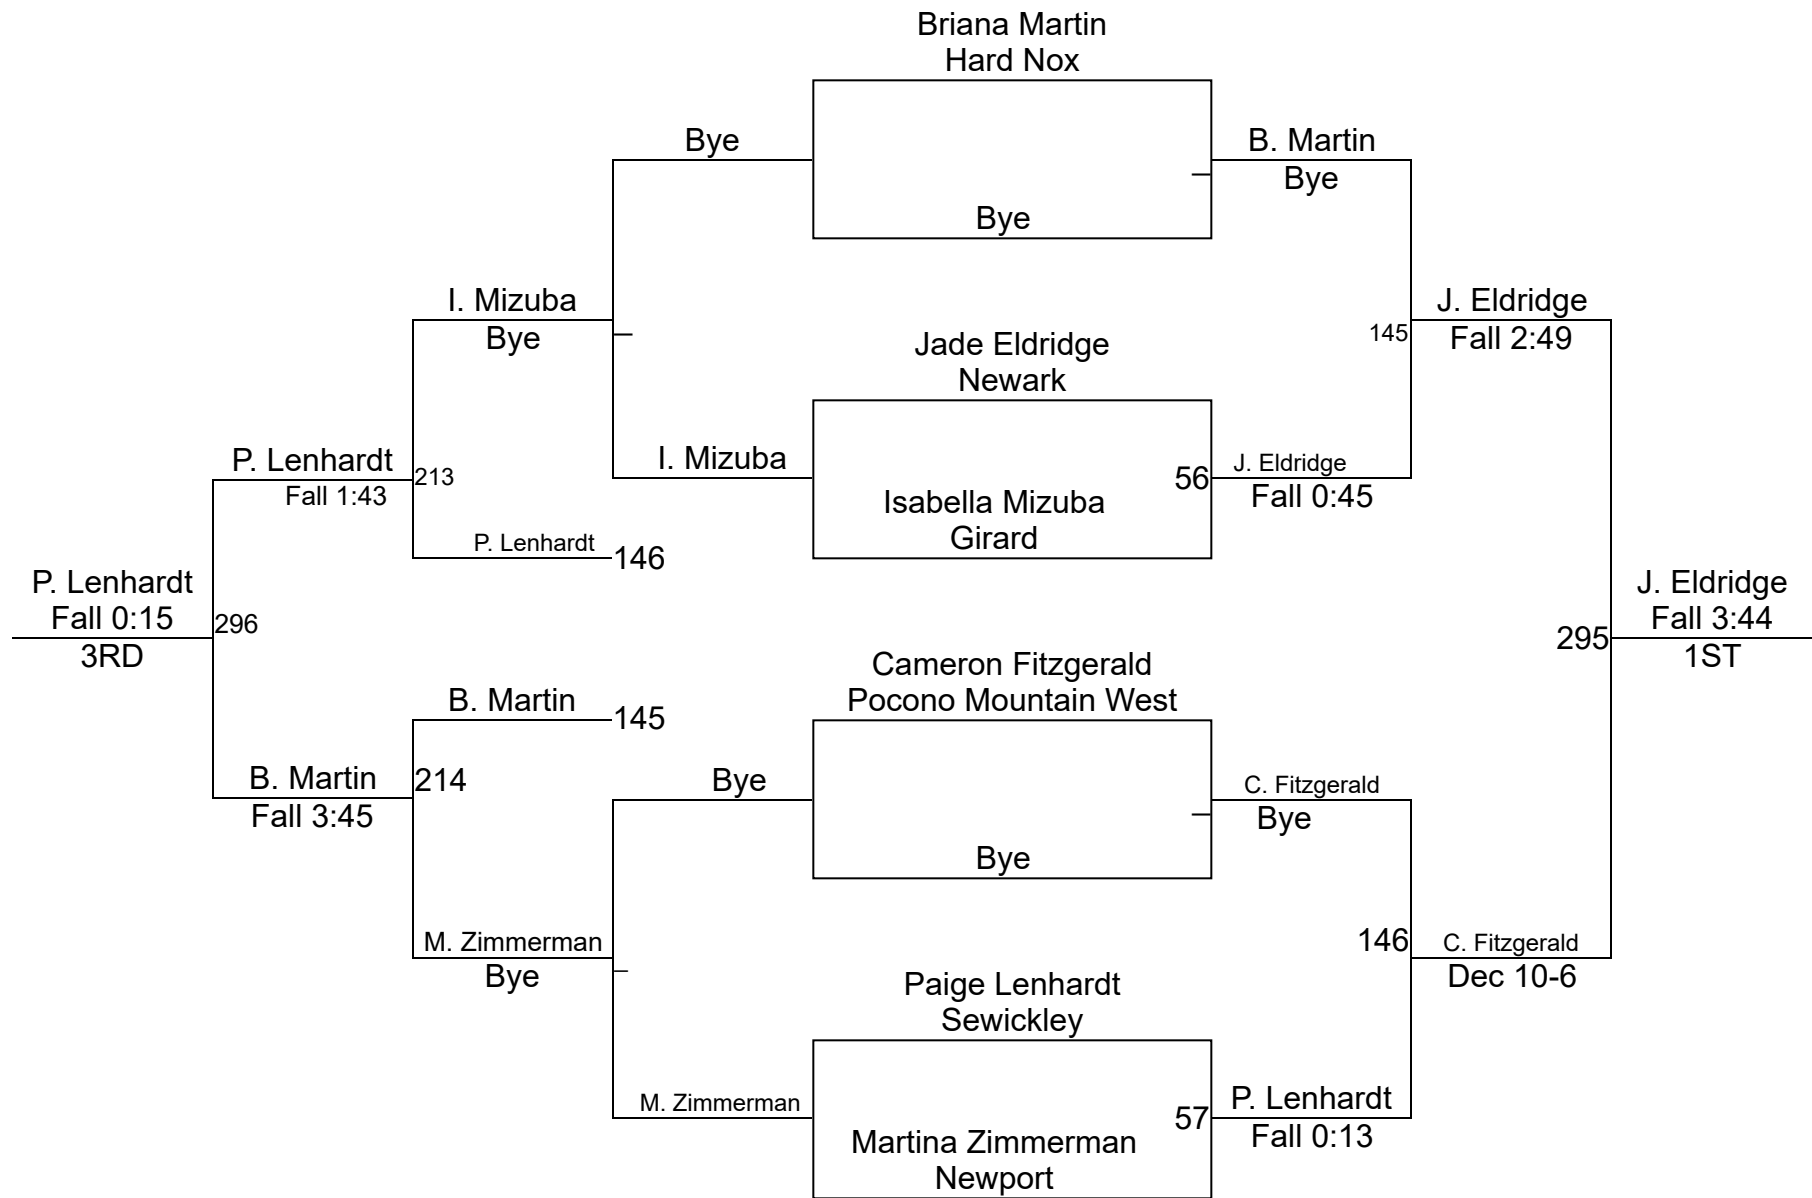 Briana Martin
Hard Nox
Bye
B. Martin
Bye
Bye
I. Mizuba
Bye
J. Eldridge
Fall 2:49
145
Jade Eldridge
Newark
P. Lenhardt
Fall 1:43
213
I. Mizuba
56
J. Eldridge
Fall 0:45
Isabella Mizuba
Girard
P. Lenhardt
146
P. Lenhardt
Fall 0:15
3RD
296
295
J. Eldridge
Fall 3:44
1ST
Cameron Fitzgerald
Pocono Mountain West
B. Martin
145
B. Martin
Fall 3:45
214
Bye
C. Fitzgerald
Bye
Bye
M. Zimmerman
Bye
146
C. Fitzgerald
Dec 10-6
Paige Lenhardt
Sewickley
M. Zimmerman
57
P. Lenhardt
Fall 0:13
Martina Zimmerman
Newport